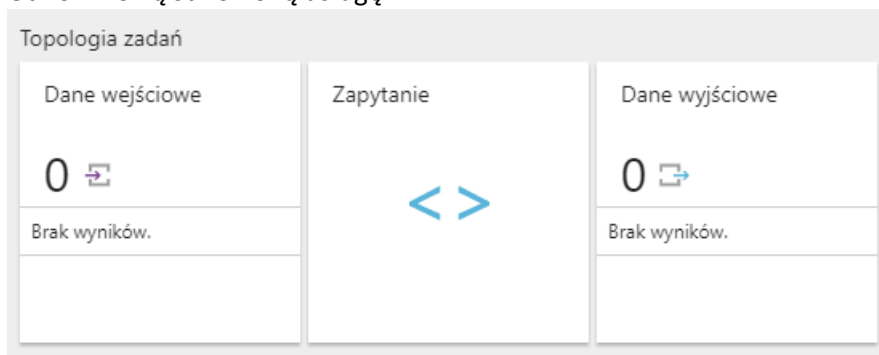 Topologia zadań
Dane wejściowe
Zapytanie
Dane wyjściowe
0
< >
0
Brak wyników.
Brak wyników.